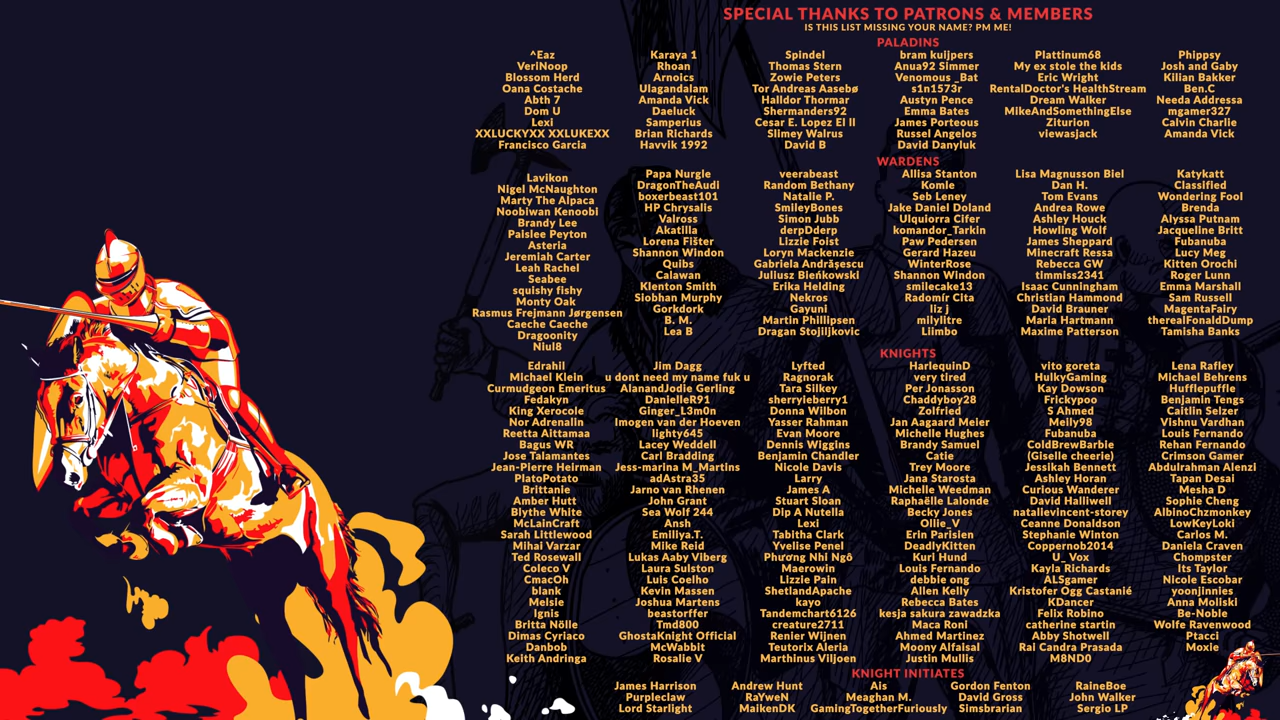 SPECIAL THANKS TO PATRONS & MEMBERS
IS THIS LIST MISSING YOUR NAME? PM ME!
PALADINS
^Eaz Karaya 1 Spindel bram kuijpers Plattinum68 Phippsy
VerlNoop Rhoan Thomas Stern Anua92 Simmer My ex stole the kids Josh and Gaby
Blossom Herd Arnoics Zowie Peters Venomous _Bat Eric Wright Kilian Bakker
Oana Costache Ulagandalam Tor Andreas Aasebø s1n1573r RentalDoctor's HealthStream Ben.C
Abth 7 Amanda Vick Halldor Thormar Austyn Pence Dream Walker Needa Addressa
Dom U Daeluck Shermanders92 Emma Bates MikeAndSomethingElse mgamer327
Lexi Samperius Cesar E. Lopez El II James Porteous Ziturion Calvin Charlie
XXLUCKYXX XXLUKEXX Brian Richards Slimey Walrus Russel Angelos viewasjack Amanda Vick
Francisco Garcia Havvik 1992 David B David Danyluk
WARDENS
Lavikon Papa Nurgle veerabeast Allisa Stanton Lisa Magnusson Biel Katykatt
Nigel McNaughton DragonTheAudi Random Bethany Komle Dan H. Classified
Marty The Alpaca boxerbeast101 Natalie P. Seb Leney Tom Evans Wondering Fool
Noobiwan Kenoobi HP Chrysalis SmileyBones Jake Daniel Doland Andrea Rowe Brenda
Brandy Lee Valross Simon Jubb Ulquiorra Cifer Ashley Houck Alyssa Putnam
Paislee Peyton Akatilla derpDderp komandor_Tarkin Howling Wolf Jacqueline Britt
Asteria Lorena Fišter Lizzie Foist Paw Pedersen James Sheppard Fubanuba
Jeremiah Carter Shannon Windon Loryn Mackenzie Gerard Hazeu Minecraft Ressa Lucy Meg
Leah Rachel Quibs Gabriela Andrășescu WinterRose Rebecca GW Kitten Orochi
Seabee Calawan Juliusz Bieńkowski Shannon Windon timmiss2341 Roger Lunn
squishy fishy Klenton Smith Erika Helding smilecake13 Isaac Cunningham Emma Marshall
Monty Oak Siobhan Murphy Nekros Radomír Cita Christian Hammond Sam Russell
Rasmus Frejmann Jørgensen Gorkdork Gayuni liz j David Brauner MagentaFairy
Caeche Caeche B. M. Martin Phillipsen milylitre Maria Hartmann therealFonaldDump
Dragoonity Lea B Dragan Stojiljkovic Llimbo Maxime Patterson Tamisha Banks
Niul8
KNIGHTS
Edrahil Jim Dagg Lyfted HarlequinD vito goreta Lena Rafley
Michael Klein u dont need my name fuk u Ragnorak very tired HulkyGaming Michael Behrens
Curmudgeon Emeritus AlanandJodie Gerling Tara Silkey Per Jonasson Kay Dowson Hufflepuffle
Fedakyn DanielleR91 sherryleberry1 Chaddyboy28 Frickypoo Benjamin Tengs
King Xerocole Ginger_L3m0n Donna Wilbon Zolfried S Ahmed Caitlin Selzer
Nor Adrenalin Imogen van der Hoeven Yasser Rahman Jan Aagaard Meier Melly98 Vishnu Vardhan
Reetta Aittamaa lighty645 Evan Moore Michelle Hughes Fubanuba Louis Fernando
Bagus WR Lacey Weddell Dennis Wiggins Brandy Samuel ColdBrewBarbie Rehan Fernando
Jose Talamantes Carl Bradding Benjamin Chandler Catie (Giselle cheerie) Crimson Gamer
Jean-Pierre Heirman Jess-marina M_Martins Nicole Davis Trey Moore Jessikah Bennett Abdulrahman Alenzi
PlatoPotato adAstra35 Larry Jana Starosta Ashley Horan Tapan Desai
Brittanie Jarno van Rhenen James A Michelle Weedman Curious Wanderer Mesha D
Amber Hutt John Grant Stuart Sloan Raphaëlle Lalonde David Halliwell Sophie Cheng
Blythe White Sea Wolf 244 Dip A Nutella Becky Jones natalievincent-storey AlbinoChzmonkey
McLainCraft Ansh Lexi Ollie_V Ceanne Donaldson LowKeyLoki
Sarah Littlewood Emiliya.T. Tabitha Clark Erin Parisien Stephanie Winton Carlos M.
Mihai Varzar Mike Reid Yvelise Penel DeadlyKitten Coppernob2014 Daniela Craven
Ted Rosewall Lukas Aaby Viberg Phương Nhi Ngô Kuri Hund U_ Vox Chompster
Coleco V Laura Sulston Maerowin Louis Fernando Kayla Richards Its Taylor
CmacOh Luis Coelho Lizzie Pain debbie ong ALSgamer Nicole Escobar
blank Kevin Massen ShetlandApache Allen Kelly Kristofer Ogg Castanié yoonjinnies
Melsie Joshua Martens kayo Rebecca Bates KDancer Anna Moliski
Ignis beastorffer Tandemchart6126 kesja sakura zawadzka Felix Robino Be-Noble
Britta Nölle Tmd800 creature2711 Maca Roni catherine startin Wolfe Ravenwood
Dimas Cyriaco GhostaKnight Official Renier Wijnen Ahmed Martinez Abby Shotwell Ptacci
Danbob McWabbit Teutorix Aleria Moony Alfaisal Rai Candra Prasada Moxie
Keith Andringa Rosalie V Marthinus Viljoen Justin Mullis M8ND0
KNIGHT INITIATES
James Harrison Andrew Hunt Ais Gordon Fenton RaineBoe
Purpleclaw RaYweN Meaghan M. David Gross John Walker
Lord Starlight MaikenDK GamingTogetherFuriously Simsbrarian Sergio LP